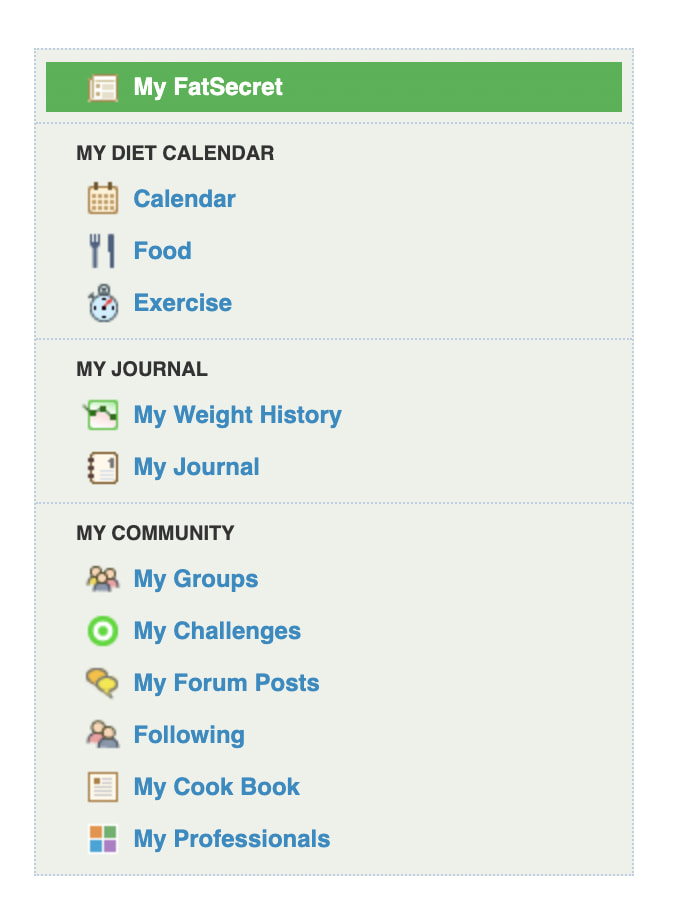 My FatSecret
MY DIET CALENDAR
Calendar
Food
Exercise
MY JOURNAL
My Weight History
My Journal
MY COMMUNITY
My Groups
My Challenges
My Forum Posts
Following
My Cook Book
My Professionals